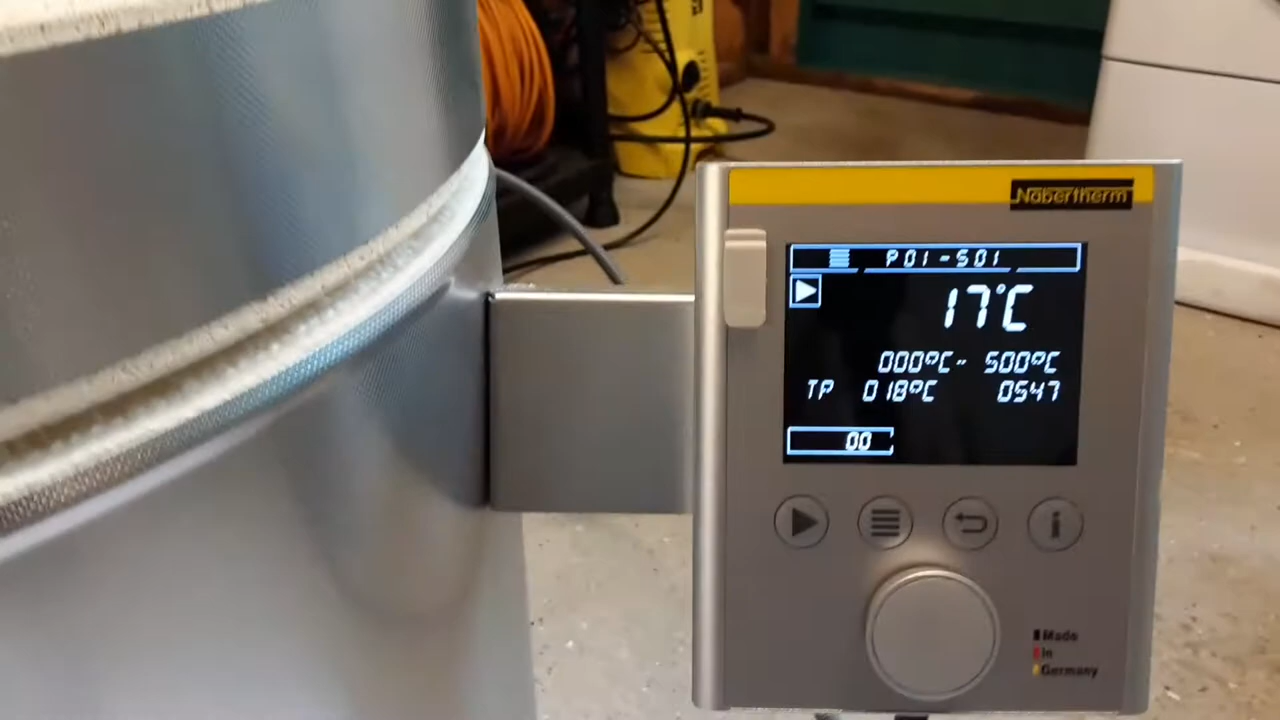 Nabertherm
P01-S01
17°C
000°C- 500°C
TP 018°C 0547
00
Made
in
Germany